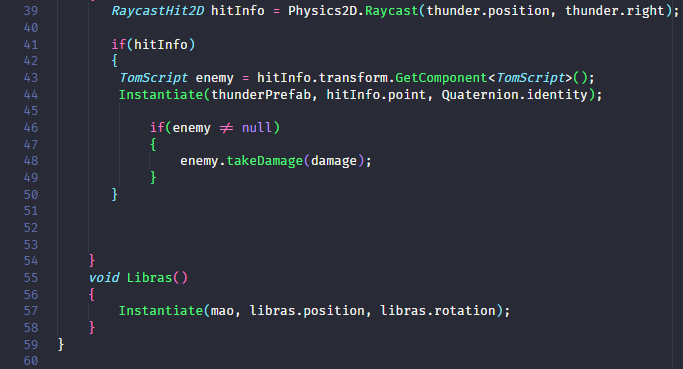 39 RaycastHit2D hitInfo = Physics2D.Raycast(thunder.position, thunder.right);
40
41 if(hitInfo)
42 {
43 TomScript enemy = hitInfo.transform.GetComponent<TomScript>();
44 Instantiate(thunderPrefab, hitInfo.point, Quaternion.identity);
45
46 if(enemy ≠ null)
47 {
48 enemy.takeDamage(damage);
49 }
50 }
51
52
53
54 }
55 void Libras()
56 {
57 Instantiate(mao, libras.position, libras.rotation);
58 }
59 }
60